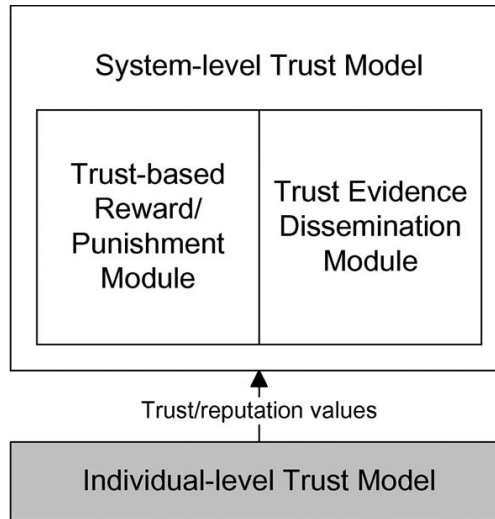 System-level Trust Model
Trust-based
Reward/
Punishment
Module
Trust Evidence
Dissemination
Module
Trust/reputation values
Individual-level Trust Model